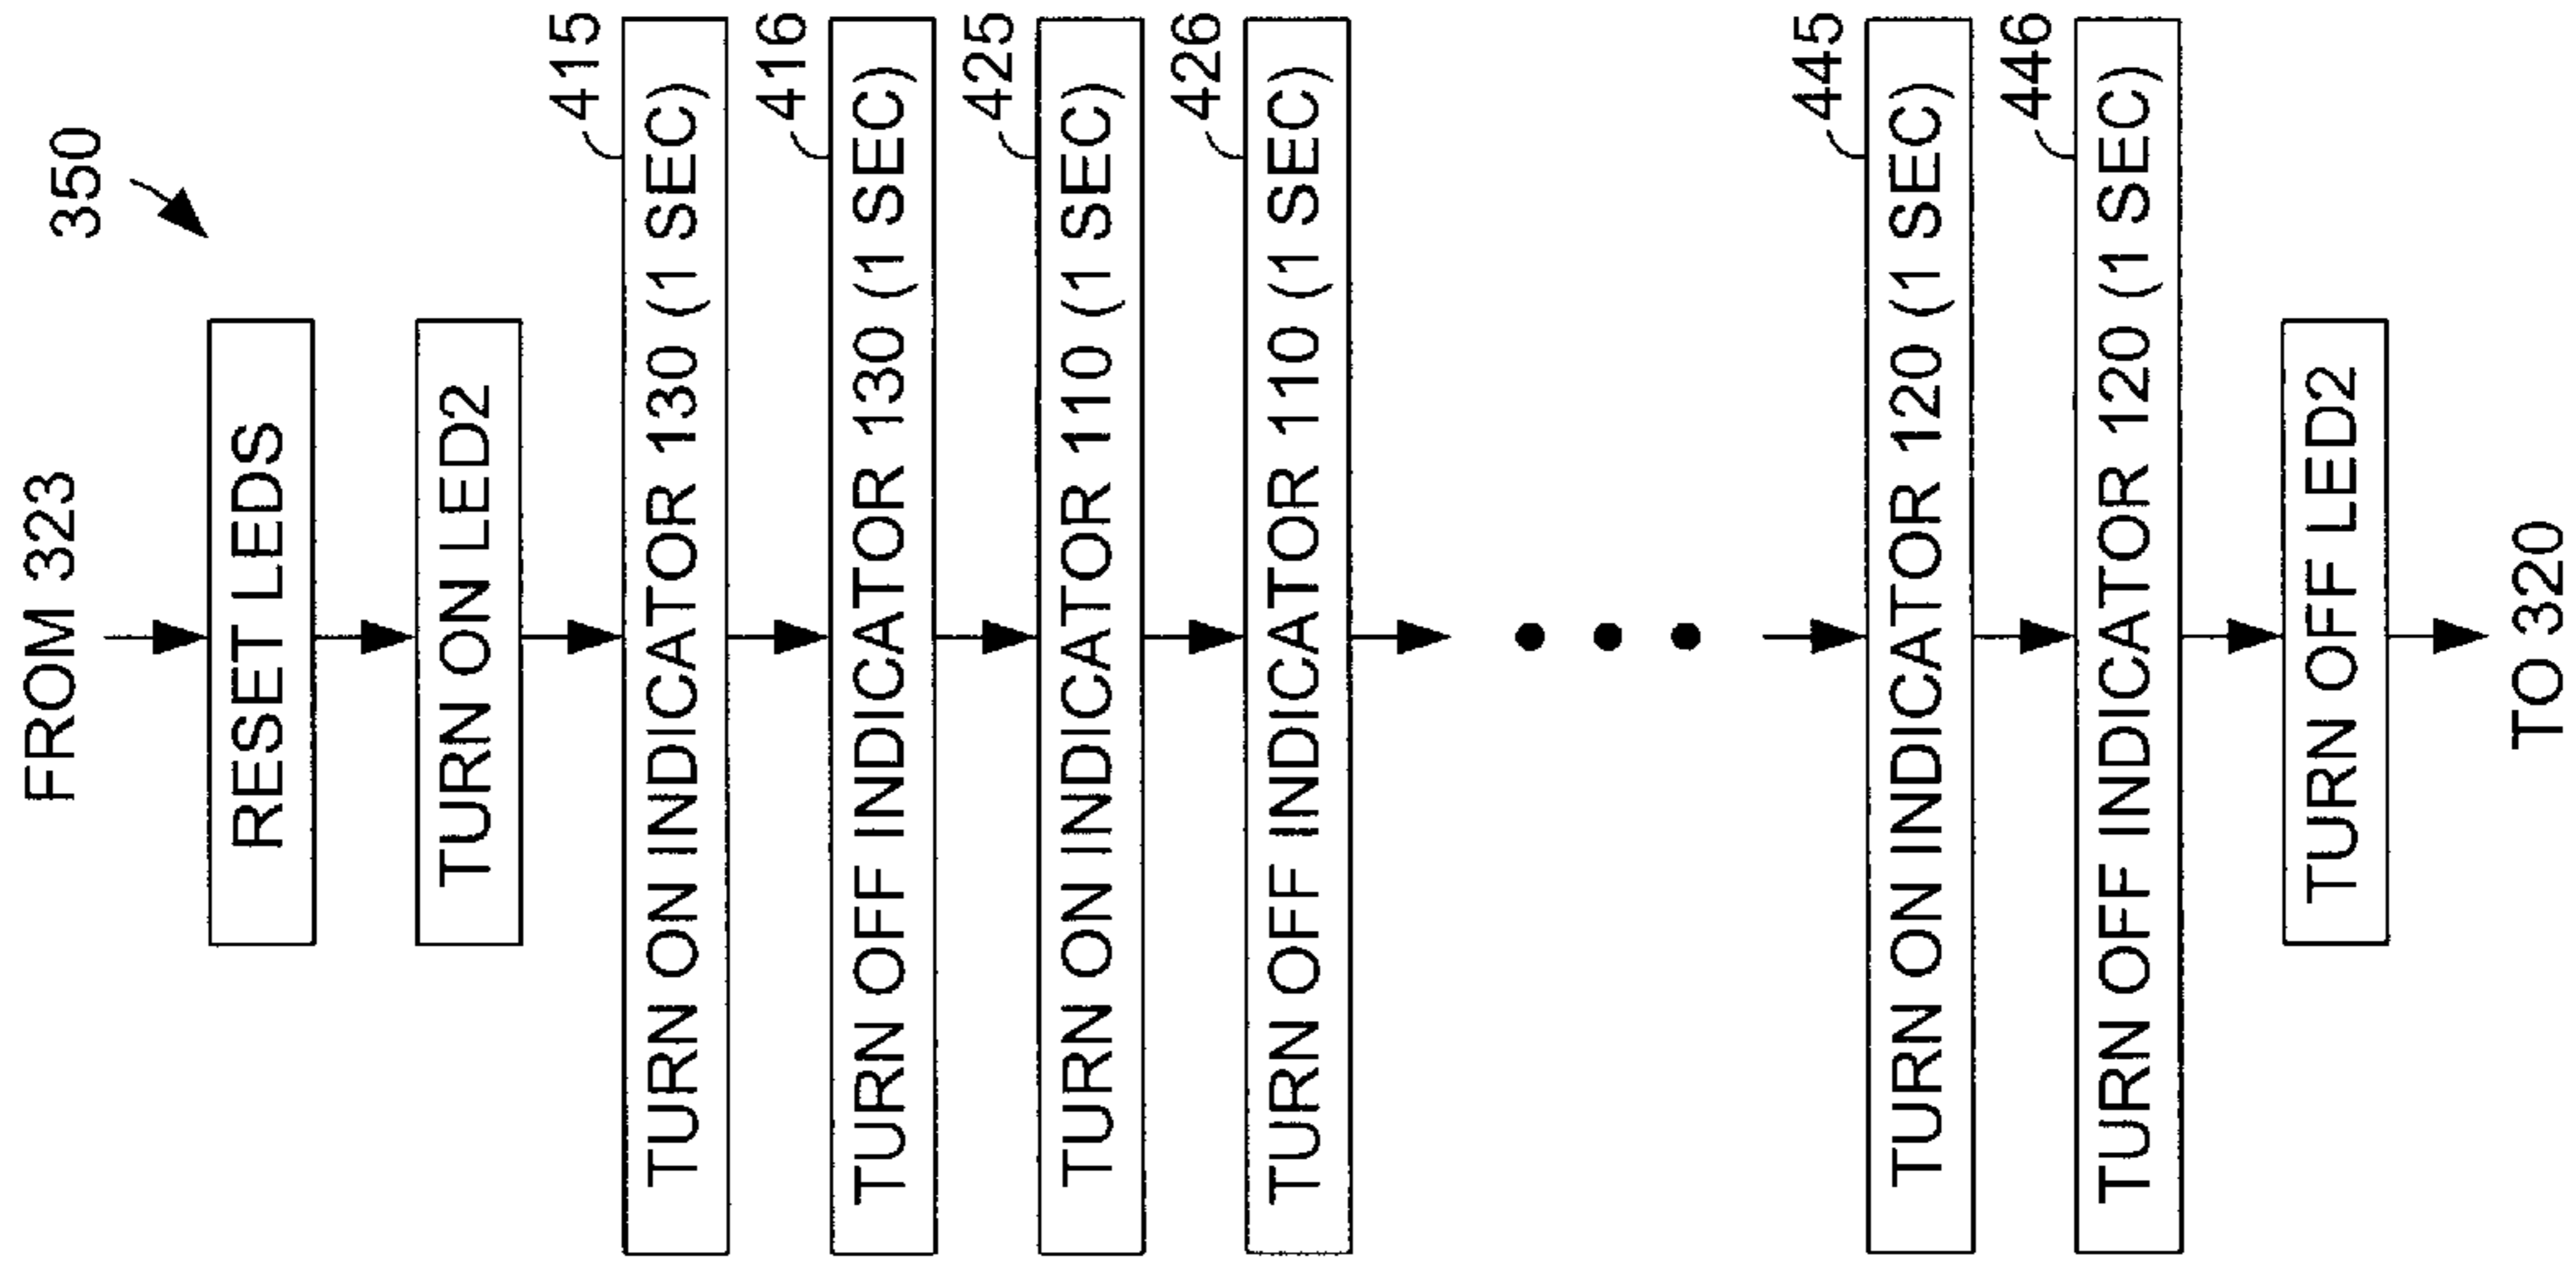 350
FROM 323
RESET LEDS
TURN ON LED2
415
TURN ON INDICATOR 130 (1 SEC)
416
TURN OFF INDICATOR 130 (1 SEC)
425
TURN ON INDICATOR 110 (1 SEC)
426
TURN OFF INDICATOR 110 (1 SEC)
445
TURN ON INDICATOR 120 (1 SEC)
446
TURN OFF INDICATOR 120 (1 SEC)
TURN OFF LED2
TO 320